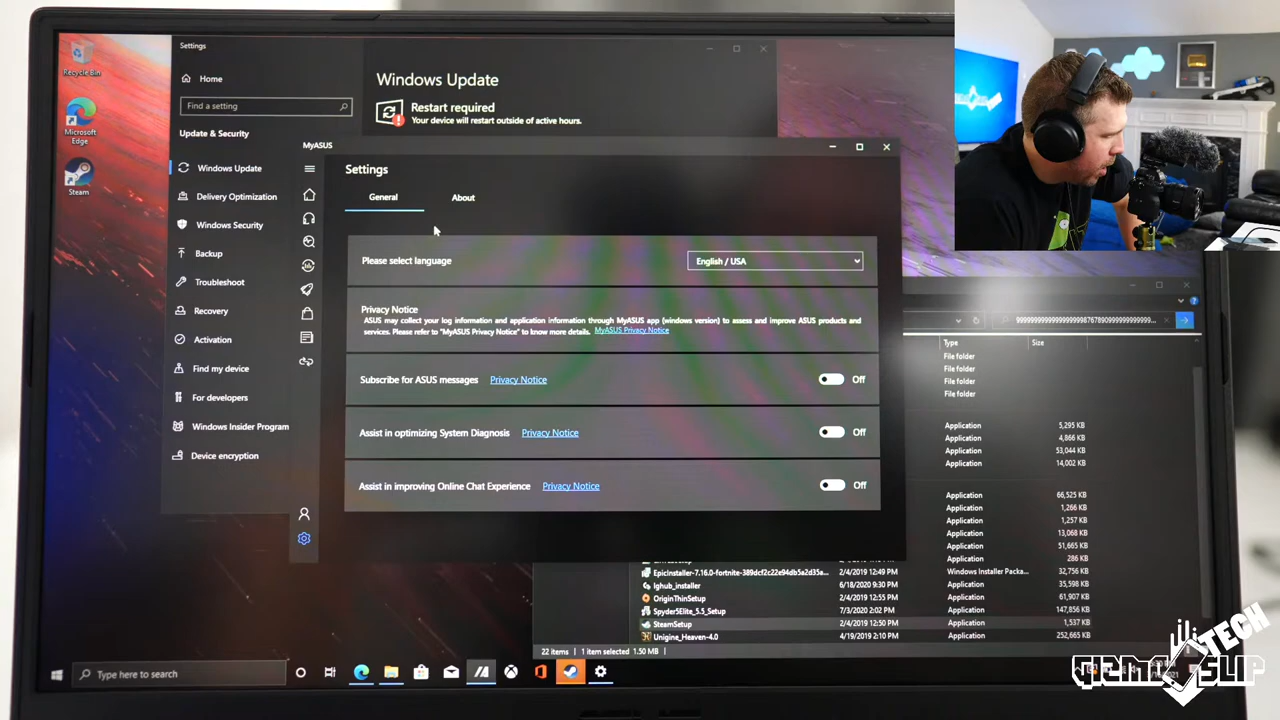 Recycle Bin
Microsoft
Edge
Steam
Settings
Home
Find a setting
Update & Security
Windows Update
Delivery Optimization
Windows Security
Backup
Troubleshoot
Recovery
Activation
Find my device
For developers
Windows Insider Program
Device encryption
Windows Update
Restart required
Your device will restart outside of active hours.
MyASUS
Settings
General
About
Please select language
English / USA
Privacy Notice
ASUS may collect your log information and application information through MyASUS app (windows version) to assess and improve ASUS products and
services. Please refer to "MyASUS Privacy Notice" to know more details. MyASUS Privacy Notice
Subscribe for ASUS messages Privacy Notice Off
Assist in optimizing System Diagnosis Privacy Notice Off
Assist in improving Online Chat Experience Privacy Notice Off
Type Size
File folder
File folder
File folder
File folder
Application 5,295 KB
Application 4,866 KB
Application 53,044 KB
Application 14,002 KB
Application 66,525 KB
Application 1,266 KB
Application 1,257 KB
Application 13,068 KB
Application 51,665 KB
Application 286 KB
EpicInstaller-7.16.0-fortnite-389dcf2c22e94db5a2d35a... 2/4/2019 12:49 PM Windows Installer Packa... 32,756 KB
lghub_installer 6/18/2020 9:30 PM Application 35,598 KB
OriginThinSetup 2/4/2019 12:55 PM Application 61,907 KB
Spyder5Elite_5.5_Setup 7/3/2020 2:02 PM Application 147,856 KB
SteamSetup 2/4/2019 12:50 PM Application 1,537 KB
Unigine_Heaven-4.0 4/19/2019 2:10 PM Application 252,665 KB
22 items 1 item selected 1.50 MB
Type here to search
GIZMO SLIP
TECH